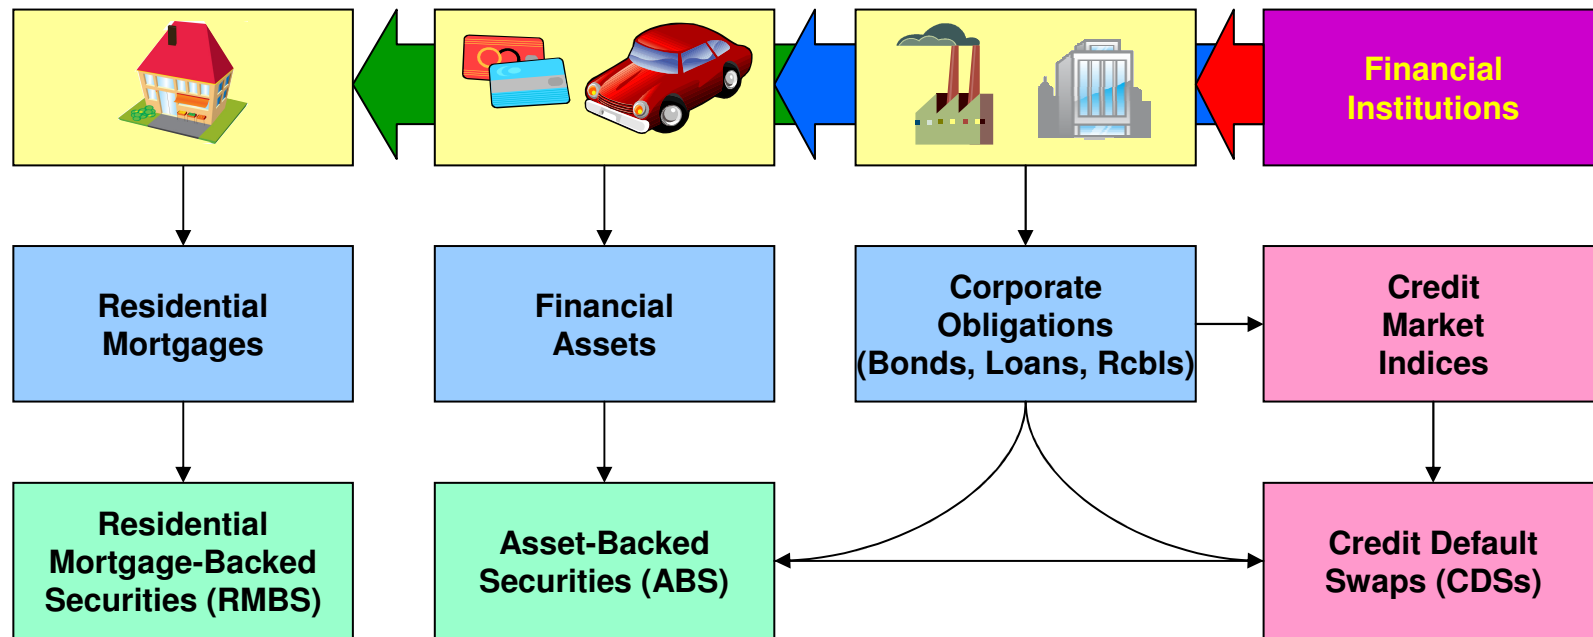 Financial
Institutions
Residential
Mortgages
Financial
Assets
Corporate
Obligations
(Bonds, Loans, Rcbls)
Credit
Market
Indices
Residential
Mortgage-Backed
Securities (RMBS)
Asset-Backed
Securities (ABS)
Credit Default
Swaps (CDSs)